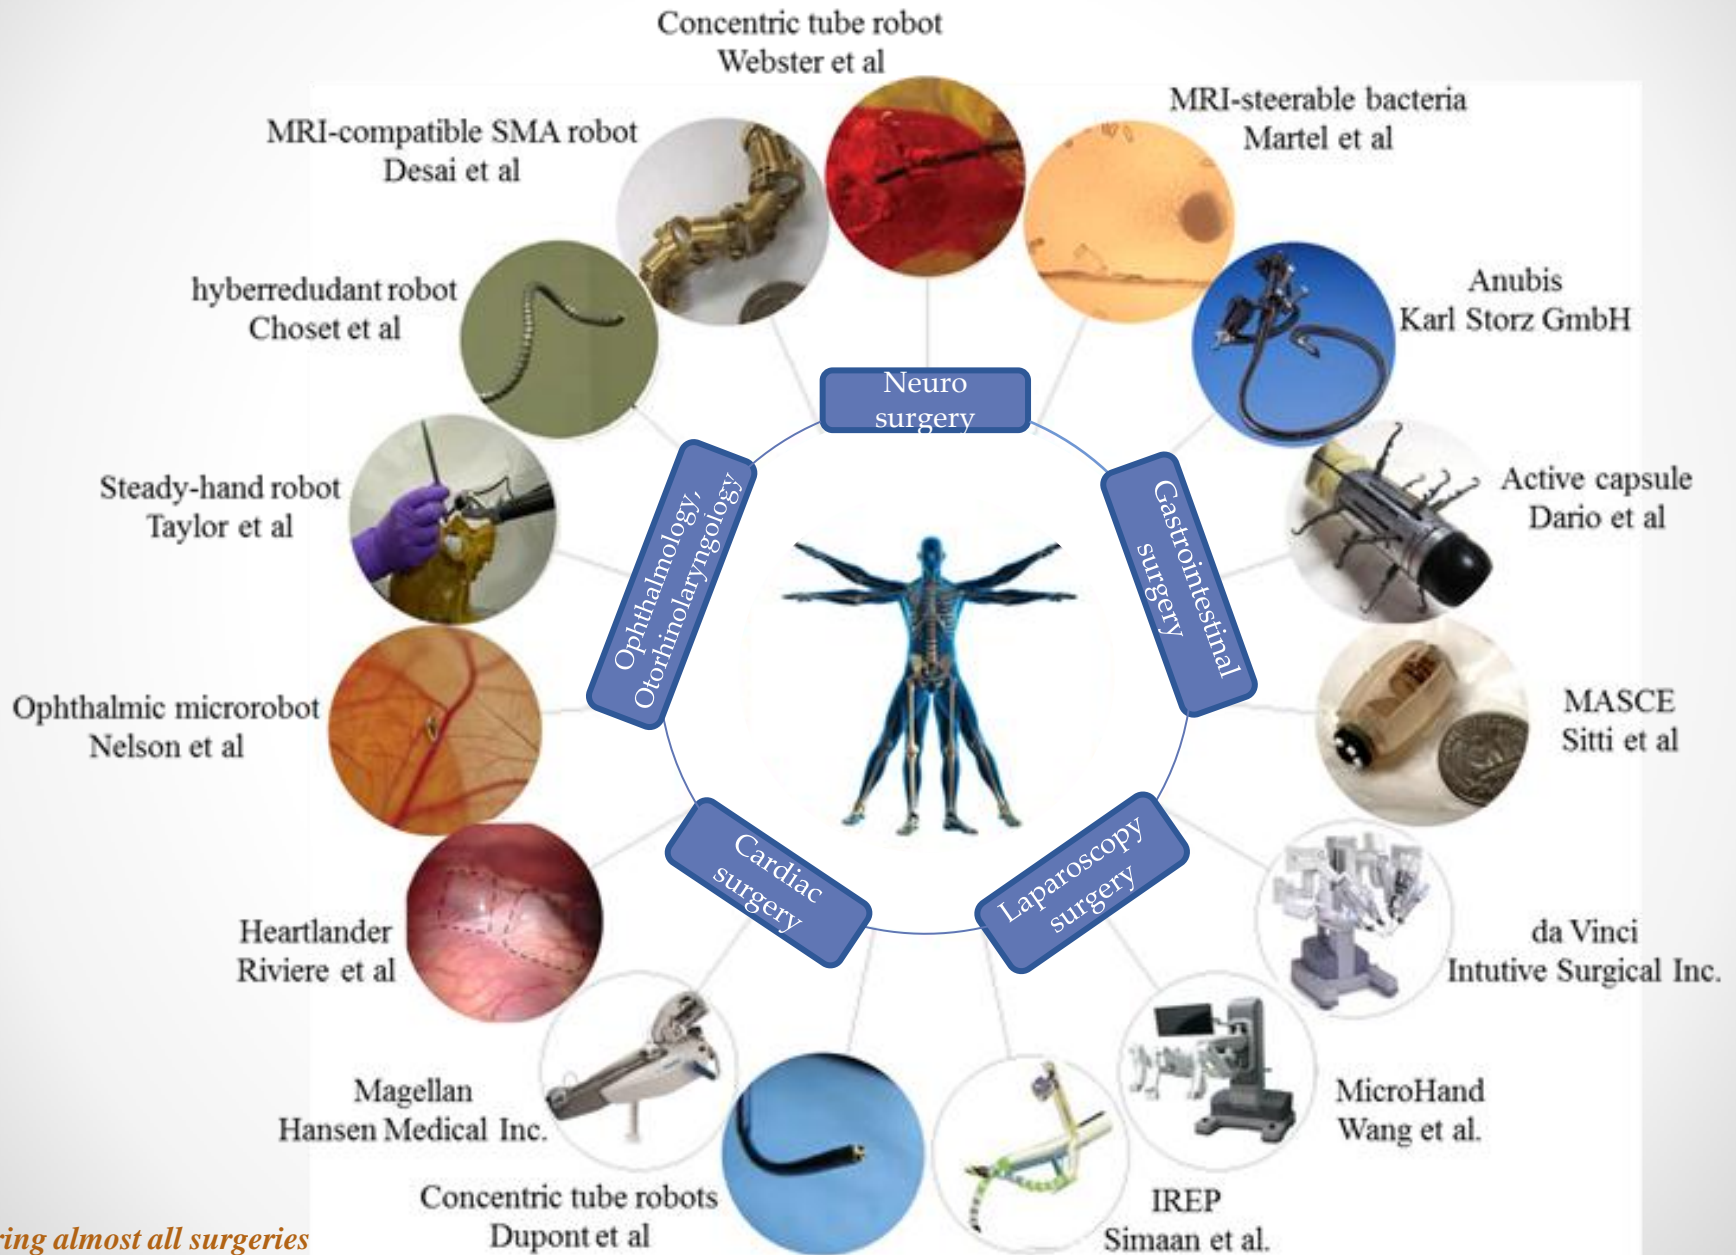 Concentric tube robot
Webster et al
MRI-steerable bacteria
Martel et al
MRI-compatible SMA robot
Desai et al
Anubis
Karl Storz GmbH
hyberredudant robot
Choset et al
Neuro
surgery
Active capsule
Dario et al
Steady-hand robot
Taylor et al
Ophthalmology,
Otorhinolaryngology
Gastrointestinal
surgery
MASCE
Sitti et al
Ophthalmic microrobot
Nelson et al
Cardiac
surgery
Laparoscopy
surgery
Heartlander
Riviere et al
da Vinci
Intutive Surgical Inc.
Magellan
Hansen Medical Inc.
MicroHand
Wang et al.
Concentric tube robots
Dupont et al
IREP
Simaan et al.
almost all surgeries